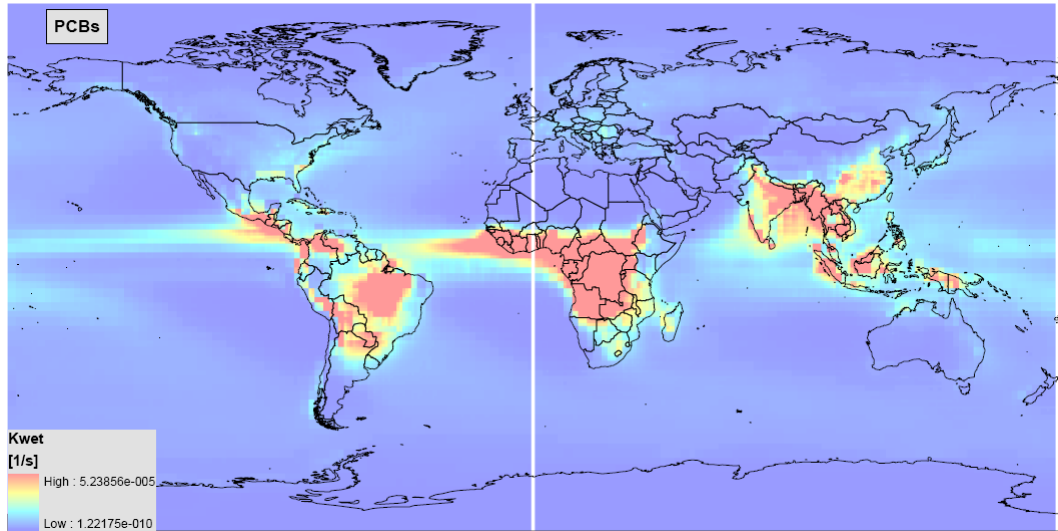 PCBs
Kwet
[1/s]
High : 5.23856e-005
Low : 1.22175e-010